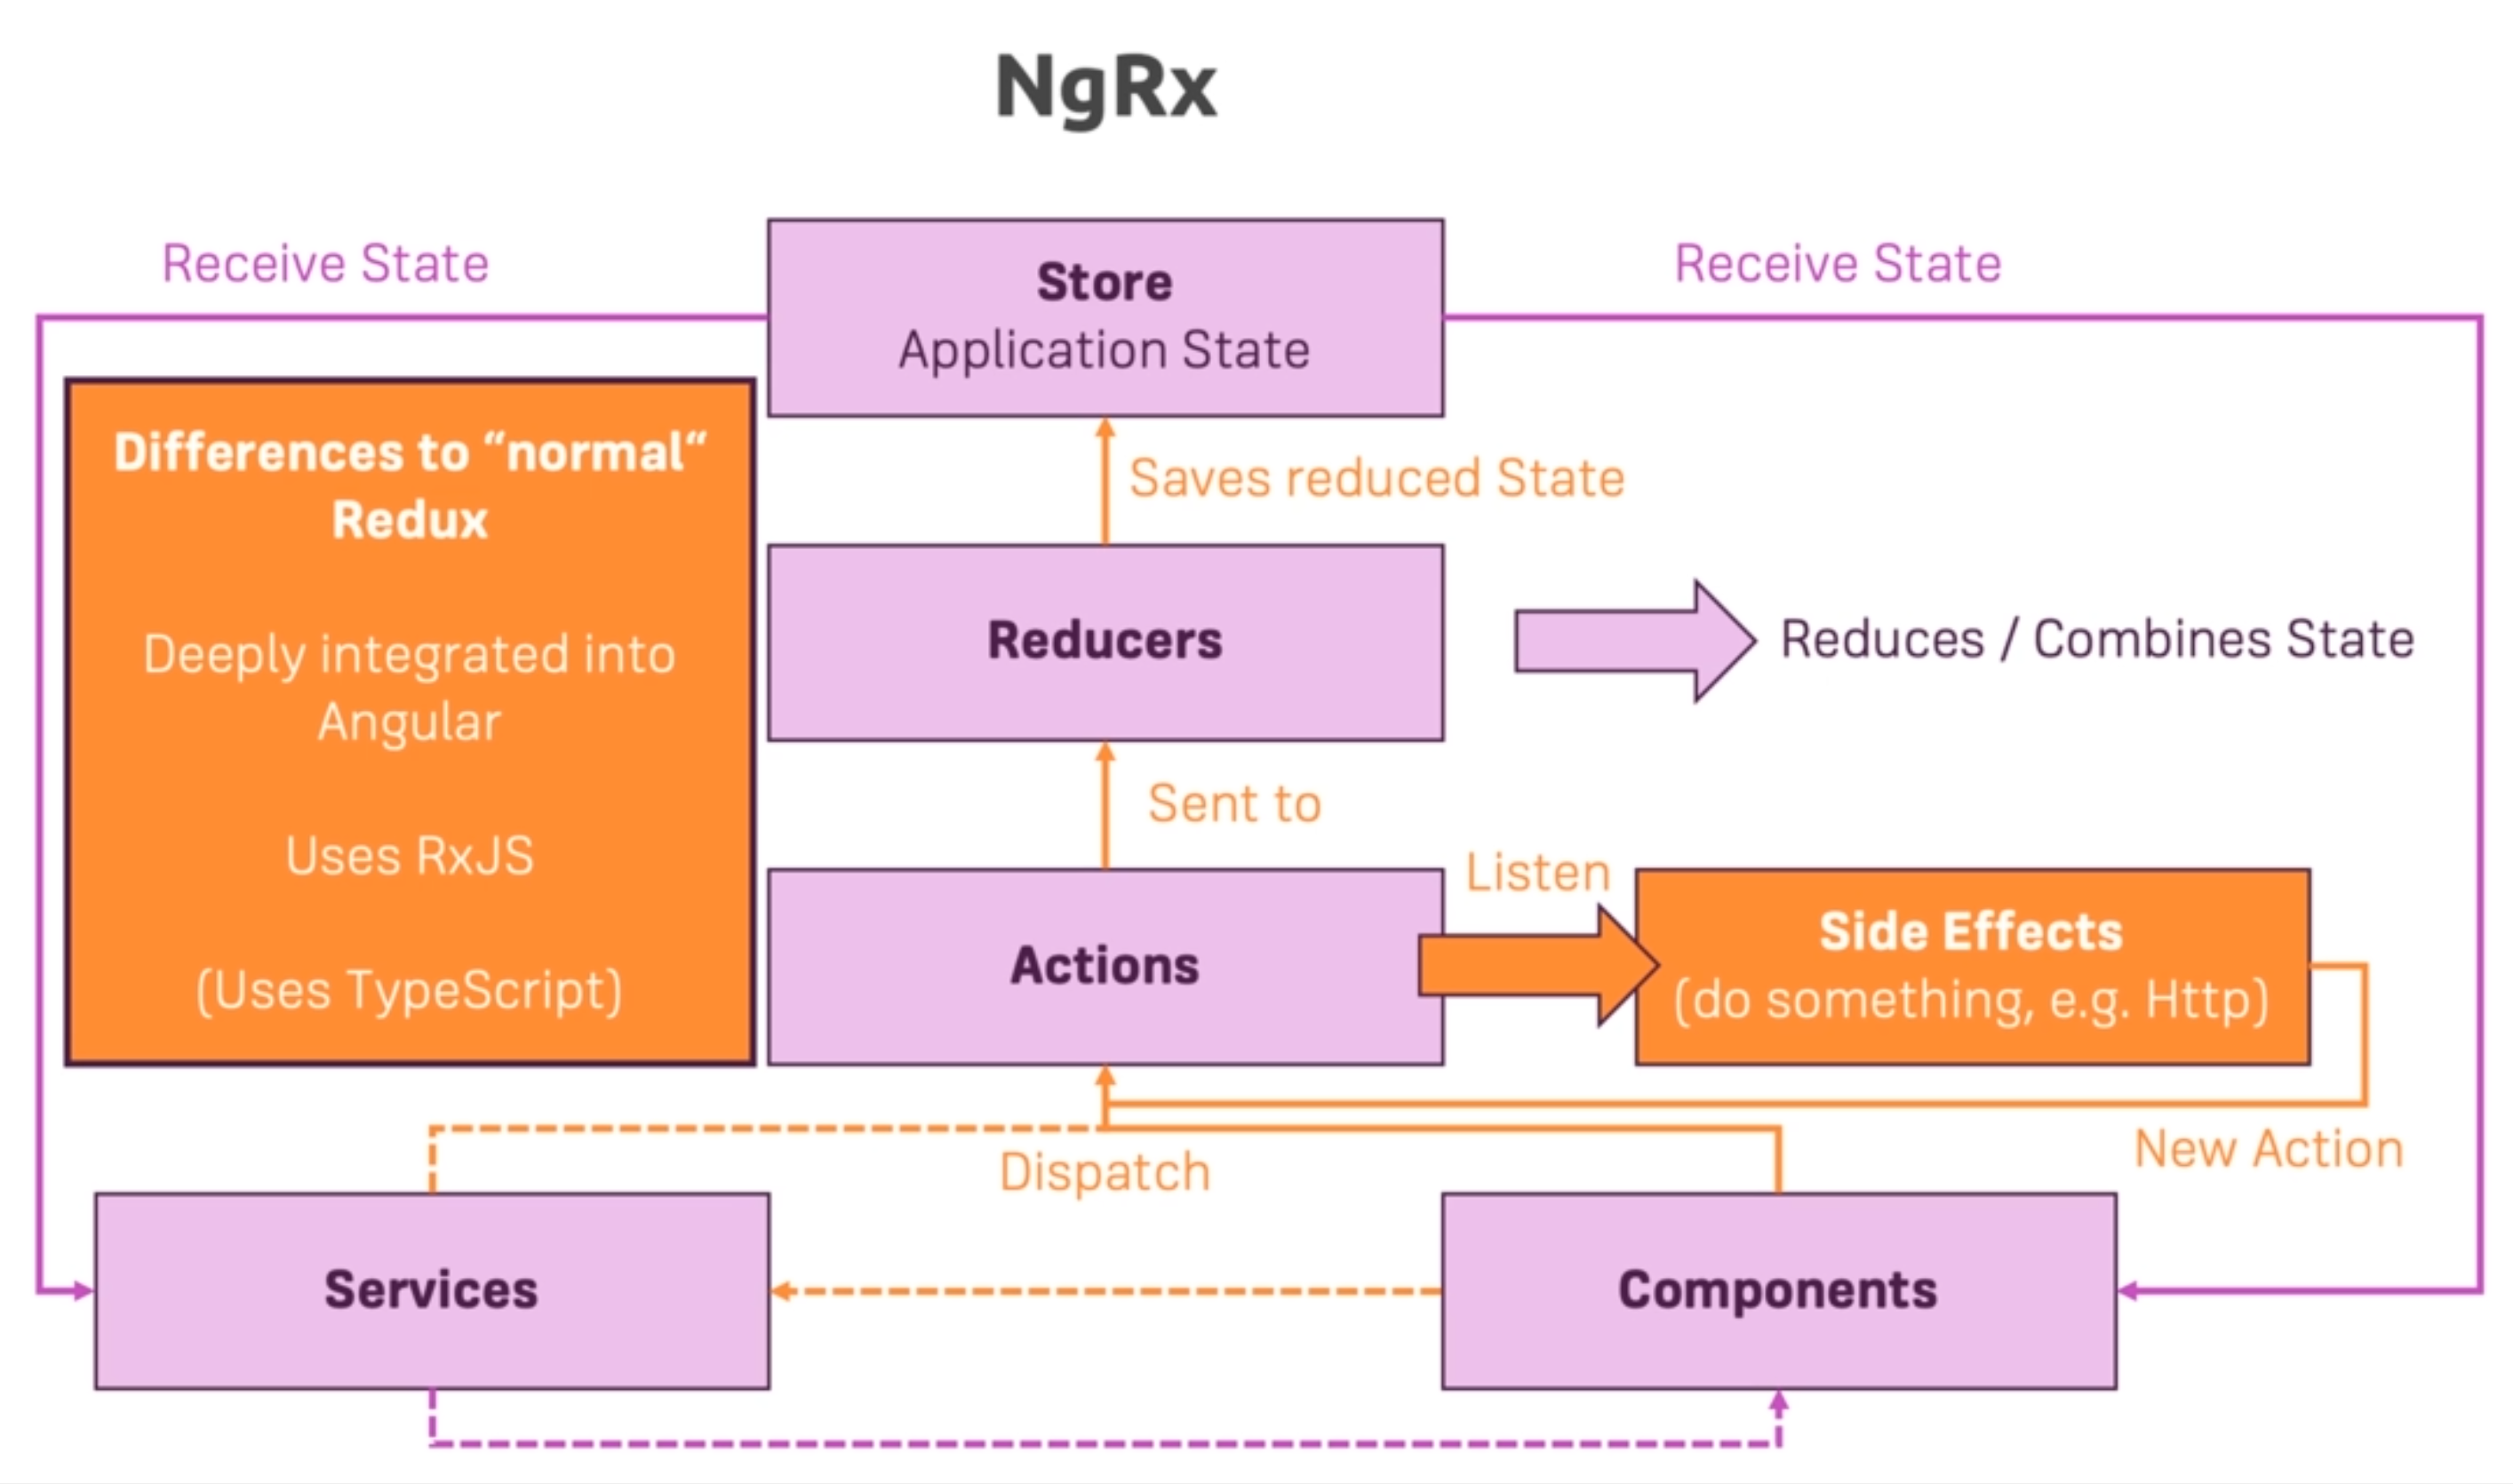 NgRx
Receive State
Store
Application State
Receive State
Differences to “normal“
Redux
Deeply integrated into
Angular
Uses RxJS
(Uses TypeScript)
Saves reduced State
Reducers
Reduces / Combines State
Sent to
Actions
Listen
Side Effects
(do something, e.g. Http)
Dispatch
New Action
Services
Components